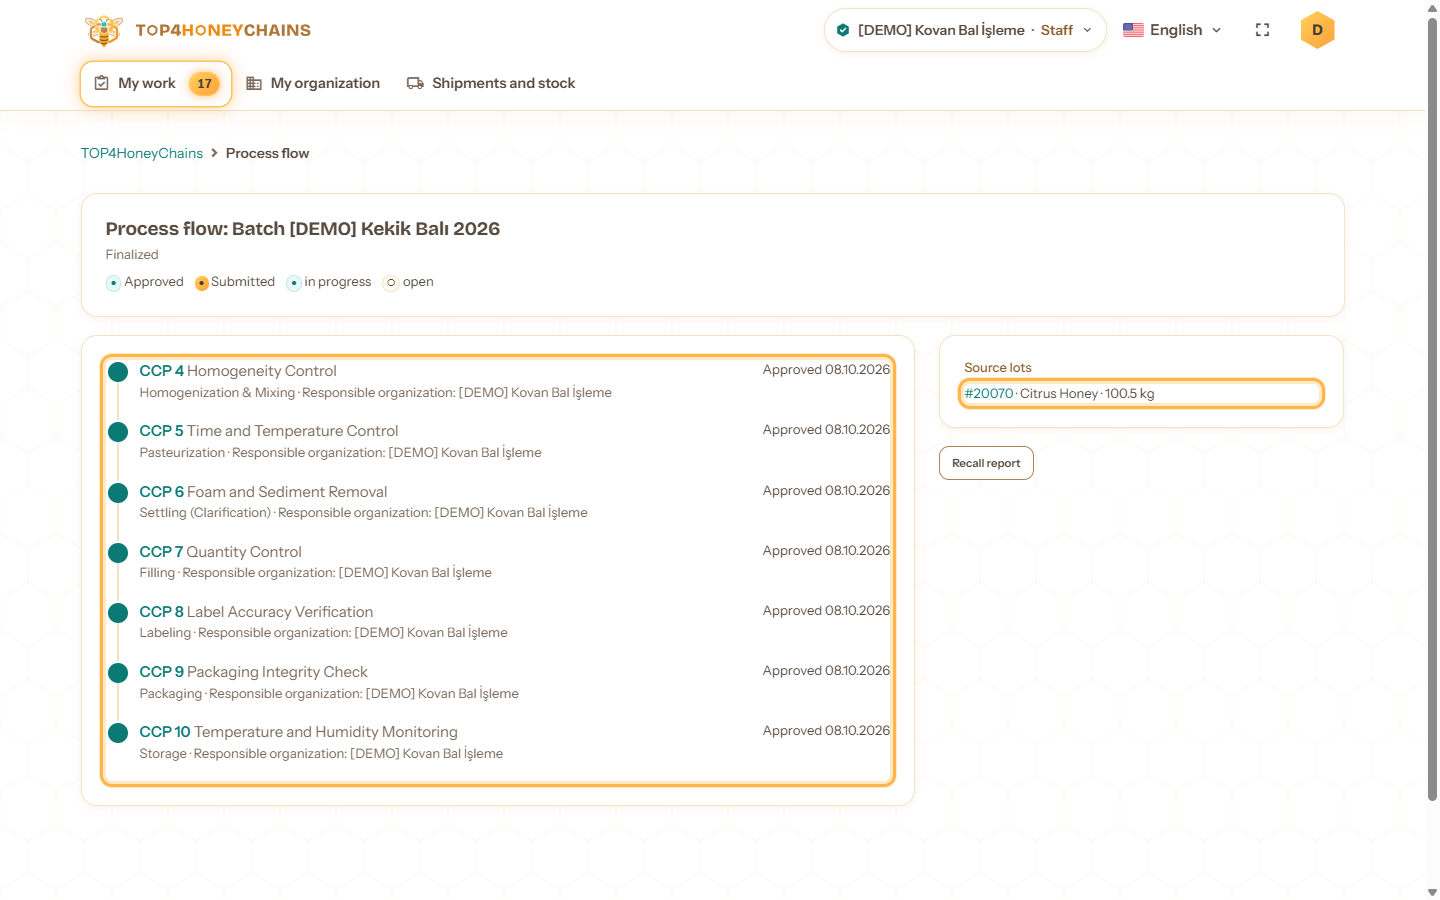 TOP4HONEYCHAINS
[DEMO] Kovan Bal İşleme · Staff
English
D
My work 17
My organization
Shipments and stock
TOP4HoneyChains > Process flow
Process flow: Batch [DEMO] Kekik Balı 2026
Finalized
Approved Submitted in progress open
CCP 4 Homogeneity Control Approved 08.10.2026
Homogenization & Mixing · Responsible organization: [DEMO] Kovan Bal İşleme
CCP 5 Time and Temperature Control Approved 08.10.2026
Pasteurization · Responsible organization: [DEMO] Kovan Bal İşleme
CCP 6 Foam and Sediment Removal Approved 08.10.2026
Settling (Clarification) · Responsible organization: [DEMO] Kovan Bal İşleme
CCP 7 Quantity Control Approved 08.10.2026
Filling · Responsible organization: [DEMO] Kovan Bal İşleme
CCP 8 Label Accuracy Verification Approved 08.10.2026
Labeling · Responsible organization: [DEMO] Kovan Bal İşleme
CCP 9 Packaging Integrity Check Approved 08.10.2026
Packaging · Responsible organization: [DEMO] Kovan Bal İşleme
CCP 10 Temperature and Humidity Monitoring Approved 08.10.2026
Storage · Responsible organization: [DEMO] Kovan Bal İşleme
Source lots
#20070 · Citrus Honey · 100.5 kg
Recall report